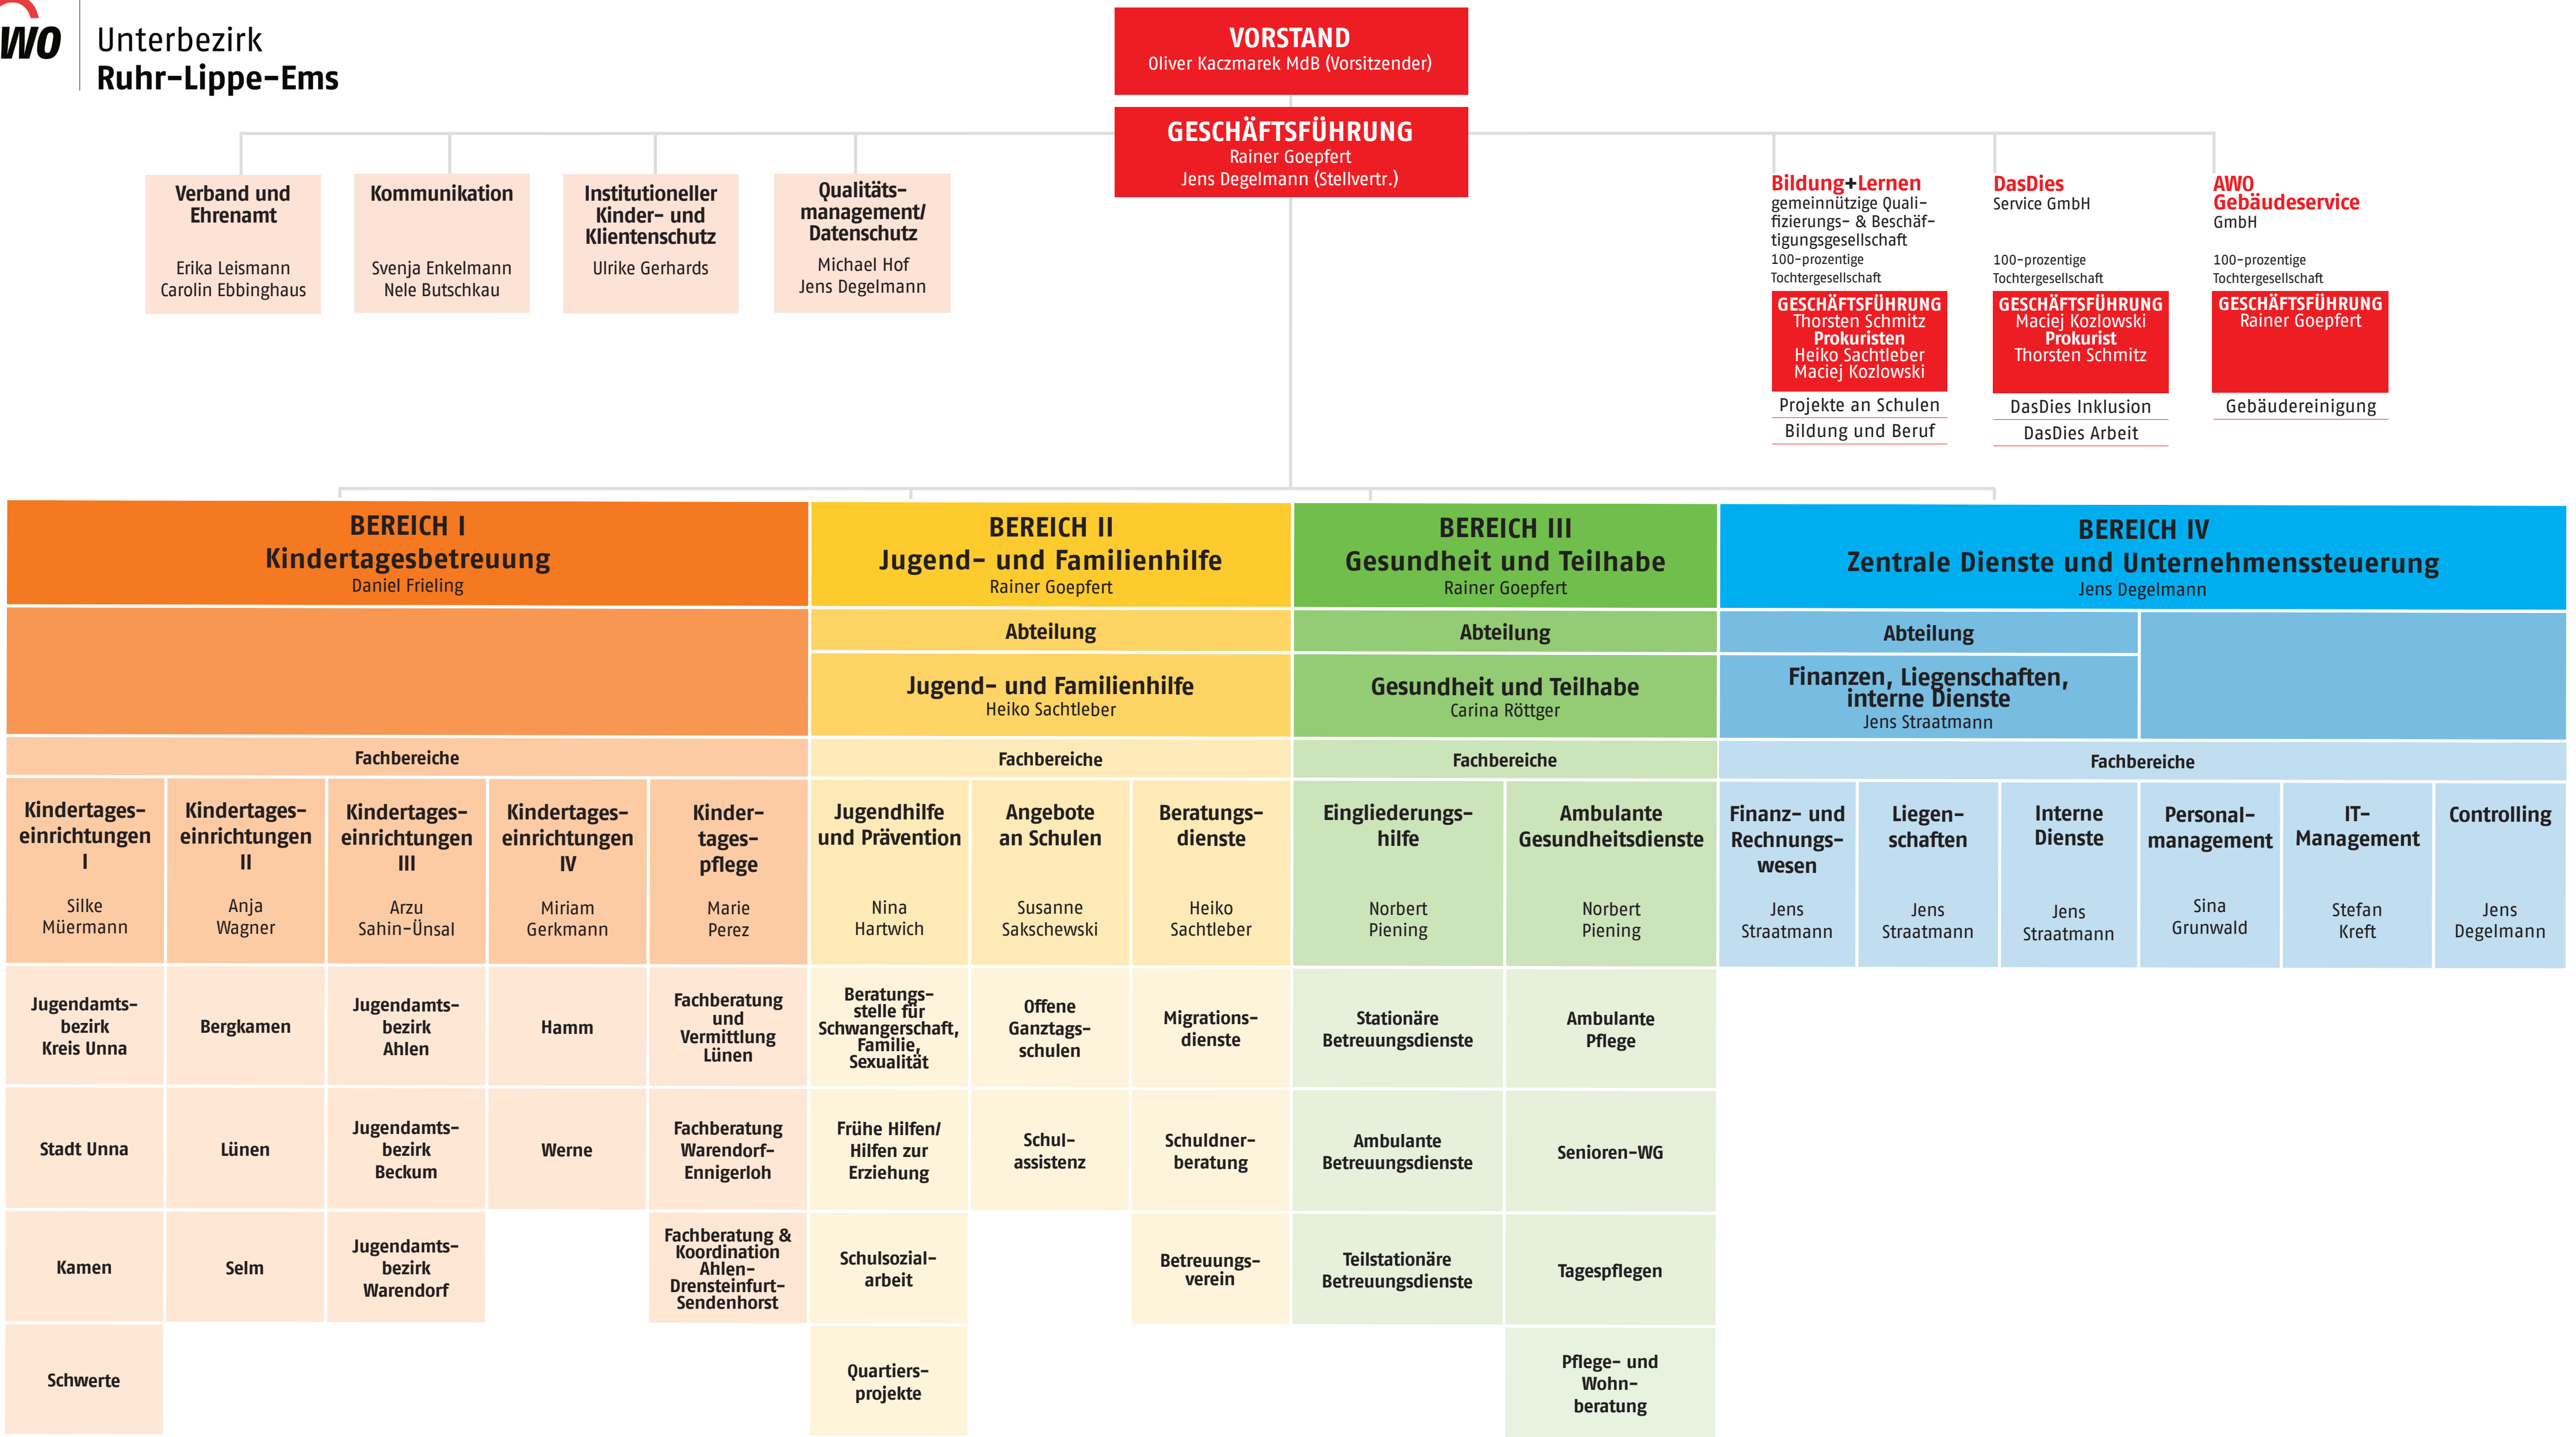 WO
Unterbezirk
Ruhr-Lippe-Ems
VORSTAND
Oliver Kaczmarek MdB (Vorsitzender)
GESCHÄFTSFÜHRUNG
Rainer Goepfert
Jens Degelmann (Stellvertr.)
Verband und
Ehrenamt
Erika Leismann
Carolin Ebbinghaus
Kommunikation
Svenja Enkelmann
Nele Butschkau
Institutioneller
Kinder- und
Klientenschutz
Ulrike Gerhards
Qualitäts-
management/
Datenschutz
Michael Hof
Jens Degelmann
Bildung+Lernen
gemeinnützige Quali-
fizierungs- & Beschäf-
tigungsgesellschaft
100-prozentige
Tochtergesellschaft
GESCHÄFTSFÜHRUNG
Thorsten Schmitz
Prokuristen
Heiko Sachtleber
Maciej Kozlowski
Projekte an Schulen
Bildung und Beruf
DasDies
Service GmbH
100-prozentige
Tochtergesellschaft
GESCHÄFTSFÜHRUNG
Maciej Kozlowski
Prokurist
Thorsten Schmitz
DasDies Inklusion
DasDies Arbeit
AWO
Gebäudeservice
GmbH
100-prozentige
Tochtergesellschaft
GESCHÄFTSFÜHRUNG
Rainer Goepfert
Gebäudereinigung
BEREICH I
Kindertagesbetreuung
Daniel Frieling
Fachbereiche
Kindertages-
einrichtungen
I
Silke
Müermann
Jugendamts-
bezirk
Kreis Unna
Stadt Unna
Kamen
Schwerte
Kindertages-
einrichtungen
II
Anja
Wagner
Bergkamen
Lünen
Selm
Kindertages-
einrichtungen
III
Arzu
Sahin-Ünsal
Jugendamts-
bezirk
Ahlen
Jugendamts-
bezirk
Beckum
Jugendamts-
bezirk
Warendorf
Kindertages-
einrichtungen
IV
Miriam
Gerkmann
Hamm
Werne
Kinder-
tages-
pflege
Marie
Perez
Fachberatung
und
Vermittlung
Lünen
Fachberatung
Warendorf-
Ennigerloh
Fachberatung &
Koordination
Ahlen-
Drensteinfurt-
Sendenhorst
BEREICH II
Jugend- und Familienhilfe
Rainer Goepfert
Abteilung
Jugend- und Familienhilfe
Heiko Sachtleber
Fachbereiche
Jugendhilfe
und Prävention
Nina
Hartwich
Beratungs-
stelle für
Schwangerschaft,
Familie,
Sexualität
Frühe Hilfen/
Hilfen zur
Erziehung
Schulsozial-
arbeit
Quartiers-
projekte
Angebote
an Schulen
Susanne
Sakschewski
Offene
Ganztags-
schulen
Schul-
assistenz
Beratungs-
dienste
Heiko
Sachtleber
Migrations-
dienste
Schuldner-
beratung
Betreuungs-
verein
BEREICH III
Gesundheit und Teilhabe
Rainer Goepfert
Abteilung
Gesundheit und Teilhabe
Carina Röttger
Fachbereiche
Eingliederungs-
hilfe
Norbert
Piening
Stationäre
Betreuungsdienste
Ambulante
Betreuungsdienste
Teilstationäre
Betreuungsdienste
Ambulante
Gesundheitsdienste
Norbert
Piening
Ambulante
Pflege
Senioren-WG
Tagespflegen
Pflege- und
Wohn-
beratung
BEREICH IV
Zentrale Dienste und Unternehmenssteuerung
Jens Degelmann
Abteilung
Finanzen, Liegenschaften,
interne Dienste
Jens Straatmann
Fachbereiche
Finanz- und
Rechnungs-
wesen
Jens
Straatmann
Liegen-
schaften
Jens
Straatmann
Interne
Dienste
Jens
Straatmann
Personal-
management
Sina
Grunwald
IT-
Management
Stefan
Kreft
Controlling
Jens
Degelmann